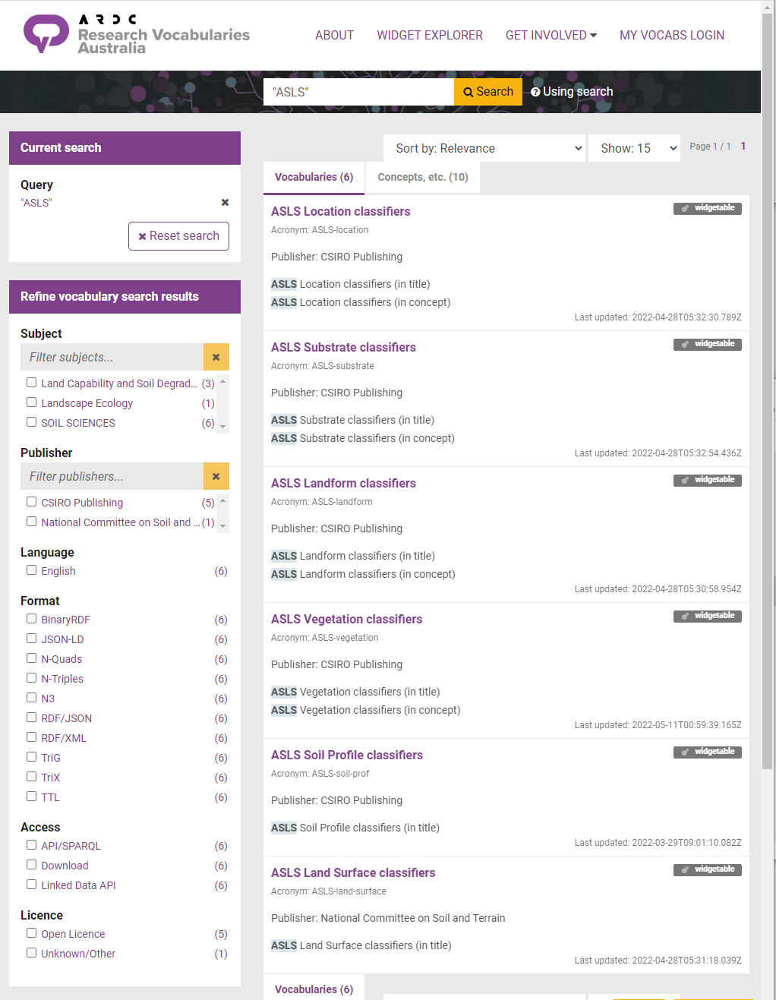 ARDC
Research Vocabularies
Australia
ABOUT
WIDGET EXPLORER
GET INVOLVED
MY VOCABS LOGIN
"ASLS"
Search
Using search
Current search
Query
"ASLS"
Reset search
Refine vocabulary search results
Subject
Filter subjects...
Land Capability and Soil Degrad... (3)
Landscape Ecology (1)
SOIL SCIENCES (6)
Publisher
Filter publishers...
CSIRO Publishing (5)
National Committee on Soil and ... (1)
Language
English (6)
Format
BinaryRDF (6)
JSON-LD (6)
N-Quads (6)
N-Triples (6)
N3 (6)
RDF/JSON (6)
RDF/XML (6)
TriG (6)
TriX (6)
TTL (6)
Access
API/SPARQL (6)
Download (6)
Linked Data API (6)
Licence
Open Licence (5)
Unknown/Other (1)
Sort by: Relevance
Show: 15
Page 1 / 1 1
Vocabularies (6)
Concepts, etc. (10)
ASLS Location classifiers
widgetable
Acronym: ASLS-location
Publisher: CSIRO Publishing
ASLS Location classifiers (in title)
ASLS Location classifiers (in concept)
Last updated: 2022-04-28T05:32:30.789Z
ASLS Substrate classifiers
widgetable
Acronym: ASLS-substrate
Publisher: CSIRO Publishing
ASLS Substrate classifiers (in title)
ASLS Substrate classifiers (in concept)
Last updated: 2022-04-28T05:32:54.436Z
ASLS Landform classifiers
widgetable
Acronym: ASLS-landform
Publisher: CSIRO Publishing
ASLS Landform classifiers (in title)
ASLS Landform classifiers (in concept)
Last updated: 2022-04-28T05:30:58.954Z
ASLS Vegetation classifiers
widgetable
Acronym: ASLS-vegetation
Publisher: CSIRO Publishing
ASLS Vegetation classifiers (in title)
ASLS Vegetation classifiers (in concept)
Last updated: 2022-05-11T00:59:39.165Z
ASLS Soil Profile classifiers
widgetable
Acronym: ASLS-soil-prof
Publisher: CSIRO Publishing
ASLS Soil Profile classifiers (in title)
Last updated: 2022-03-29T09:01:10.082Z
ASLS Land Surface classifiers
widgetable
Acronym: ASLS-land-surface
Publisher: National Committee on Soil and Terrain
ASLS Land Surface classifiers (in title)
Last updated: 2022-04-28T05:31:18.039Z
Vocabularies (6)